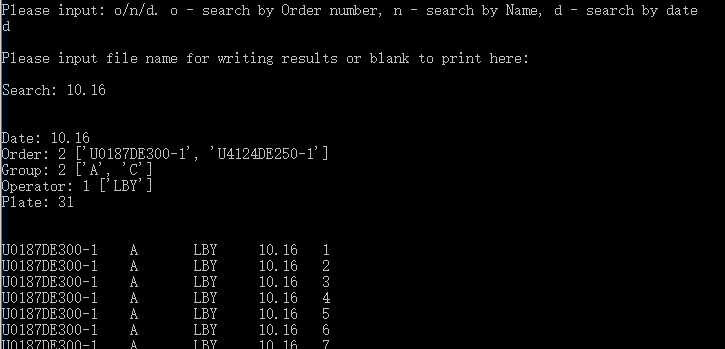 Please input: o/n/d. o - search by Order number, n - search by Name, d - search by date
d
Please input file name for writing results or blank to print here:
Search: 10.16
Date: 10.16
Order: 2 ['U0187DE300-1', 'U4124DE250-1']
Group: 2 ['A', 'C']
Operator: 1 ['LBY']
Plate: 31
U0187DE300-1 A LBY 10.16 1
U0187DE300-1 A LBY 10.16 2
U0187DE300-1 A LBY 10.16 3
U0187DE300-1 A LBY 10.16 4
U0187DE300-1 A LBY 10.16 5
U0187DE300-1 A LBY 10.16 6
U0187DE300-1 A LBY 10.16 7